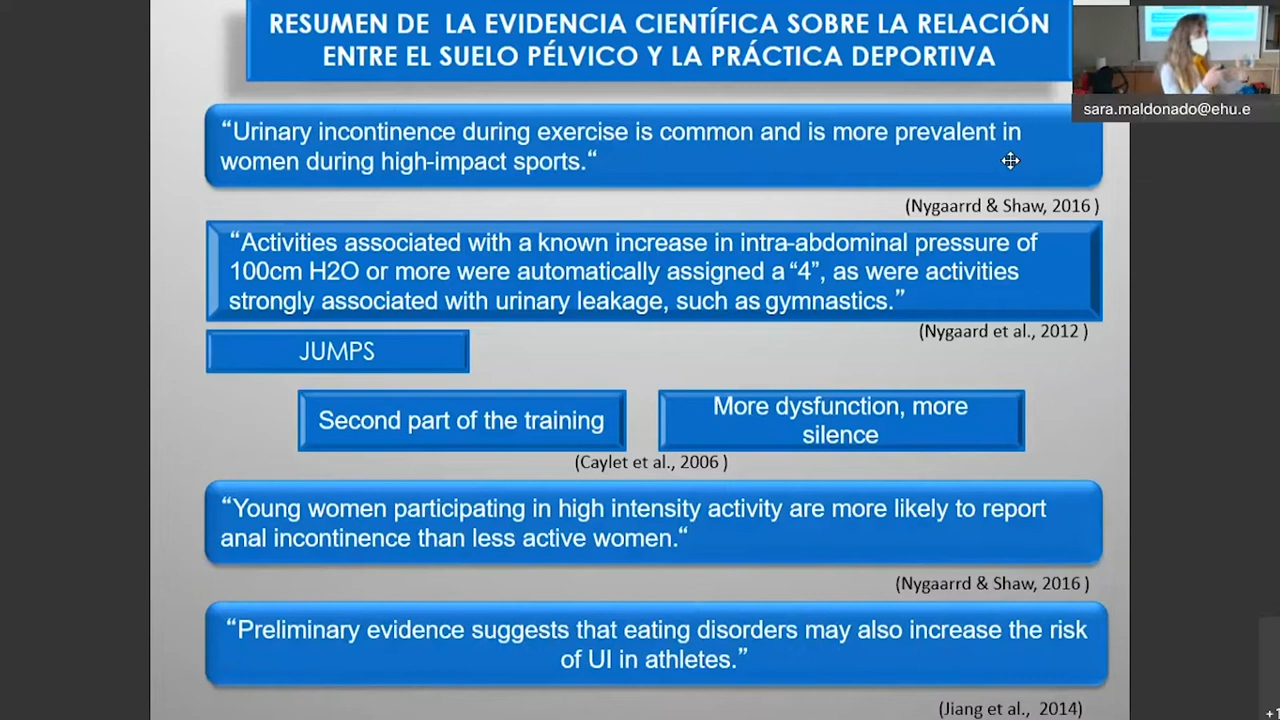 RESUMEN DE LA EVIDENCIA CIENTÍFICA SOBRE LA RELACIÓN
ENTRE EL SUELO PÉLVICO Y LA PRÁCTICA DEPORTIVA
sara.maldonado@ehu.e
“Urinary incontinence during exercise is common and is more prevalent in
women during high-impact sports.“
(Nygaarrd & Shaw, 2016 )
“Activities associated with a known increase in intra-abdominal pressure of
100cm H2O or more were automatically assigned a “4”, as were activities
strongly associated with urinary leakage, such as gymnastics.”
(Nygaard et al., 2012 )
JUMPS
Second part of the training
More dysfunction, more
silence
(Caylet et al., 2006 )
“Young women participating in high intensity activity are more likely to report
anal incontinence than less active women.“
(Nygaarrd & Shaw, 2016 )
“Preliminary evidence suggests that eating disorders may also increase the risk
of UI in athletes.”
(Jiang et al., 2014)